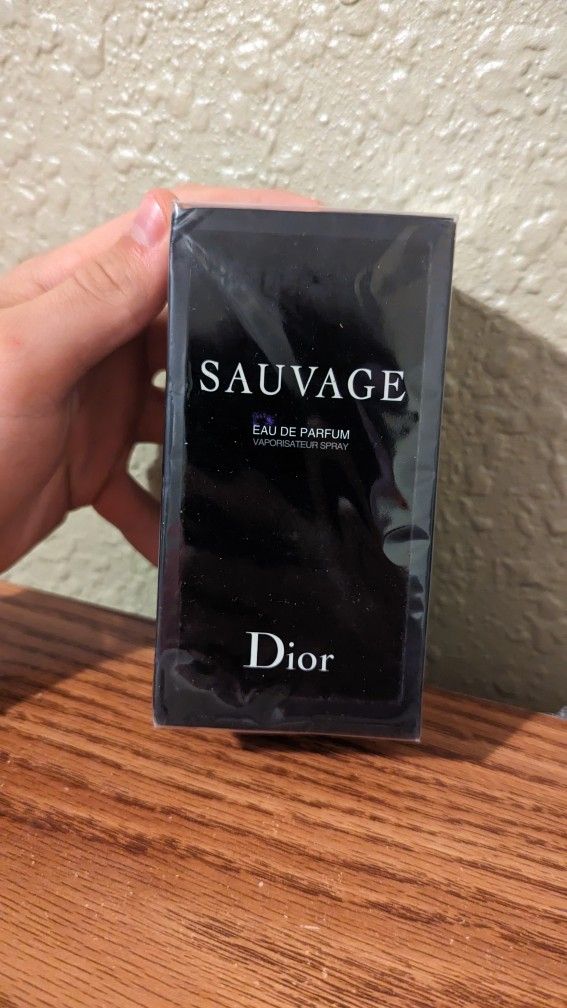 SAUVAGE
EAU DE PARFUM
VAPORISATEUR SPRAY
Dior